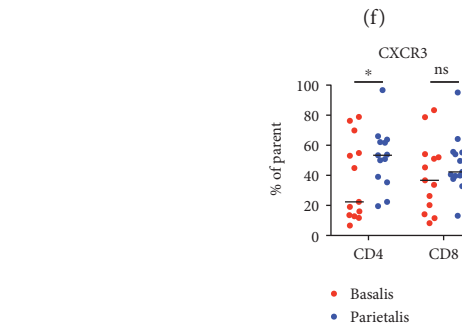 (f)
CXCR3
* ns
% of parent
100
80
60
40
20
0
CD4 CD8
Basalis
Parietalis